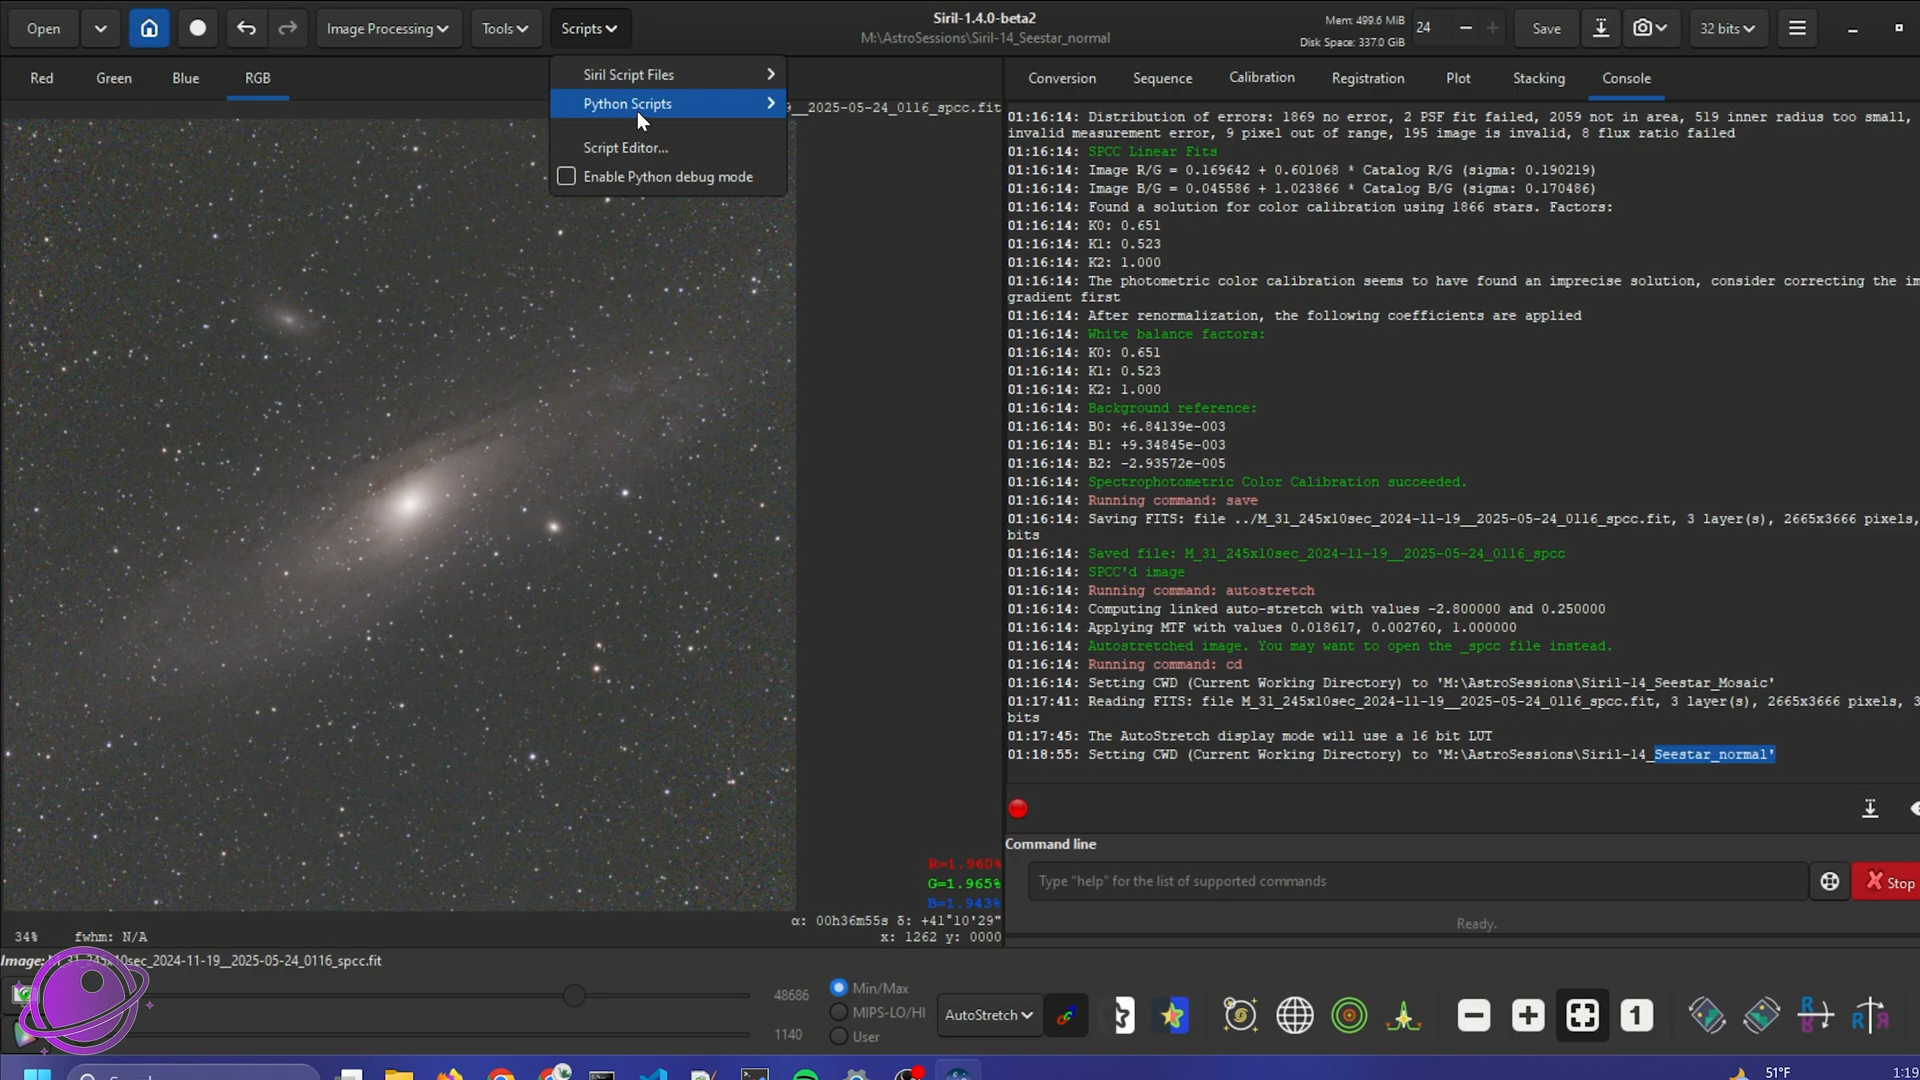 Open
Image Processing
Tools
Scripts
Siril-1.4.0-beta2
M:\AstroSessions\Siril-14_Seestar_normal
Mem: 499.6 MiB
Disk Space: 337.0 GiB
24
Save
32 bits
Red
Green
Blue
RGB
Siril Script Files
Python Scripts
Script Editor...
Enable Python debug mode
__2025-05-24_0116_spcc.fit
Conversion
Sequence
Calibration
Registration
Plot
Stacking
Console
01:16:14: Distribution of errors: 1869 no error, 2 PSF fit failed, 2059 not in area, 519 inner radius too small,
invalid measurement error, 9 pixel out of range, 195 image is invalid, 8 flux ratio failed
01:16:14: SPCC Linear Fits
01:16:14: Image R/G = 0.169642 + 0.601068 * Catalog R/G (sigma: 0.190219)
01:16:14: Image B/G = 0.045586 + 1.023866 * Catalog B/G (sigma: 0.170486)
01:16:14: Found a solution for color calibration using 1866 stars. Factors:
01:16:14: K0: 0.651
01:16:14: K1: 0.523
01:16:14: K2: 1.000
01:16:14: The photometric color calibration seems to have found an imprecise solution, consider correcting the im
gradient first
01:16:14: After renormalization, the following coefficients are applied
01:16:14: White balance factors:
01:16:14: K0: 0.651
01:16:14: K1: 0.523
01:16:14: K2: 1.000
01:16:14: Background reference:
01:16:14: B0: +6.84139e-003
01:16:14: B1: +9.34845e-003
01:16:14: B2: -2.93572e-005
01:16:14: Spectrophotometric Color Calibration succeeded.
01:16:14: Running command: save
01:16:14: Saving FITS: file ../M_31_245x10sec_2024-11-19__2025-05-24_0116_spcc.fit, 3 layer(s), 2665x3666 pixels,
bits
01:16:14: Saved file: M_31_245x10sec_2024-11-19__2025-05-24_0116_spcc
01:16:14: SPCC'd image
01:16:14: Running command: autostretch
01:16:14: Computing linked auto-stretch with values -2.800000 and 0.250000
01:16:14: Applying MTF with values 0.018617, 0.002760, 1.000000
01:16:14: Autostretched image. You may want to open the _spcc file instead.
01:16:14: Running command: cd
01:16:14: Setting CWD (Current Working Directory) to 'M:\AstroSessions\Siril-14_Seestar_Mosaic'
01:17:41: Reading FITS: file M_31_245x10sec_2024-11-19__2025-05-24_0116_spcc.fit, 3 layer(s), 2665x3666 pixels, 3
bits
01:17:45: The AutoStretch display mode will use a 16 bit LUT
01:18:55: Setting CWD (Current Working Directory) to 'M:\AstroSessions\Siril-14_Seestar_normal'
Command line
Type "help" for the list of supported commands
Stop
Ready.
R=1.960%
G=1.965%
B=1.943%
α: 00h36m55s δ: +41°10'29"
x: 1262 y: 0000
34%
fwhm: N/A
Image: M_31_245x10sec_2024-11-19__2025-05-24_0116_spcc.fit
48686
1140
Min/Max
MIPS-LO/HI
User
AutoStretch
1
51°F
1:19